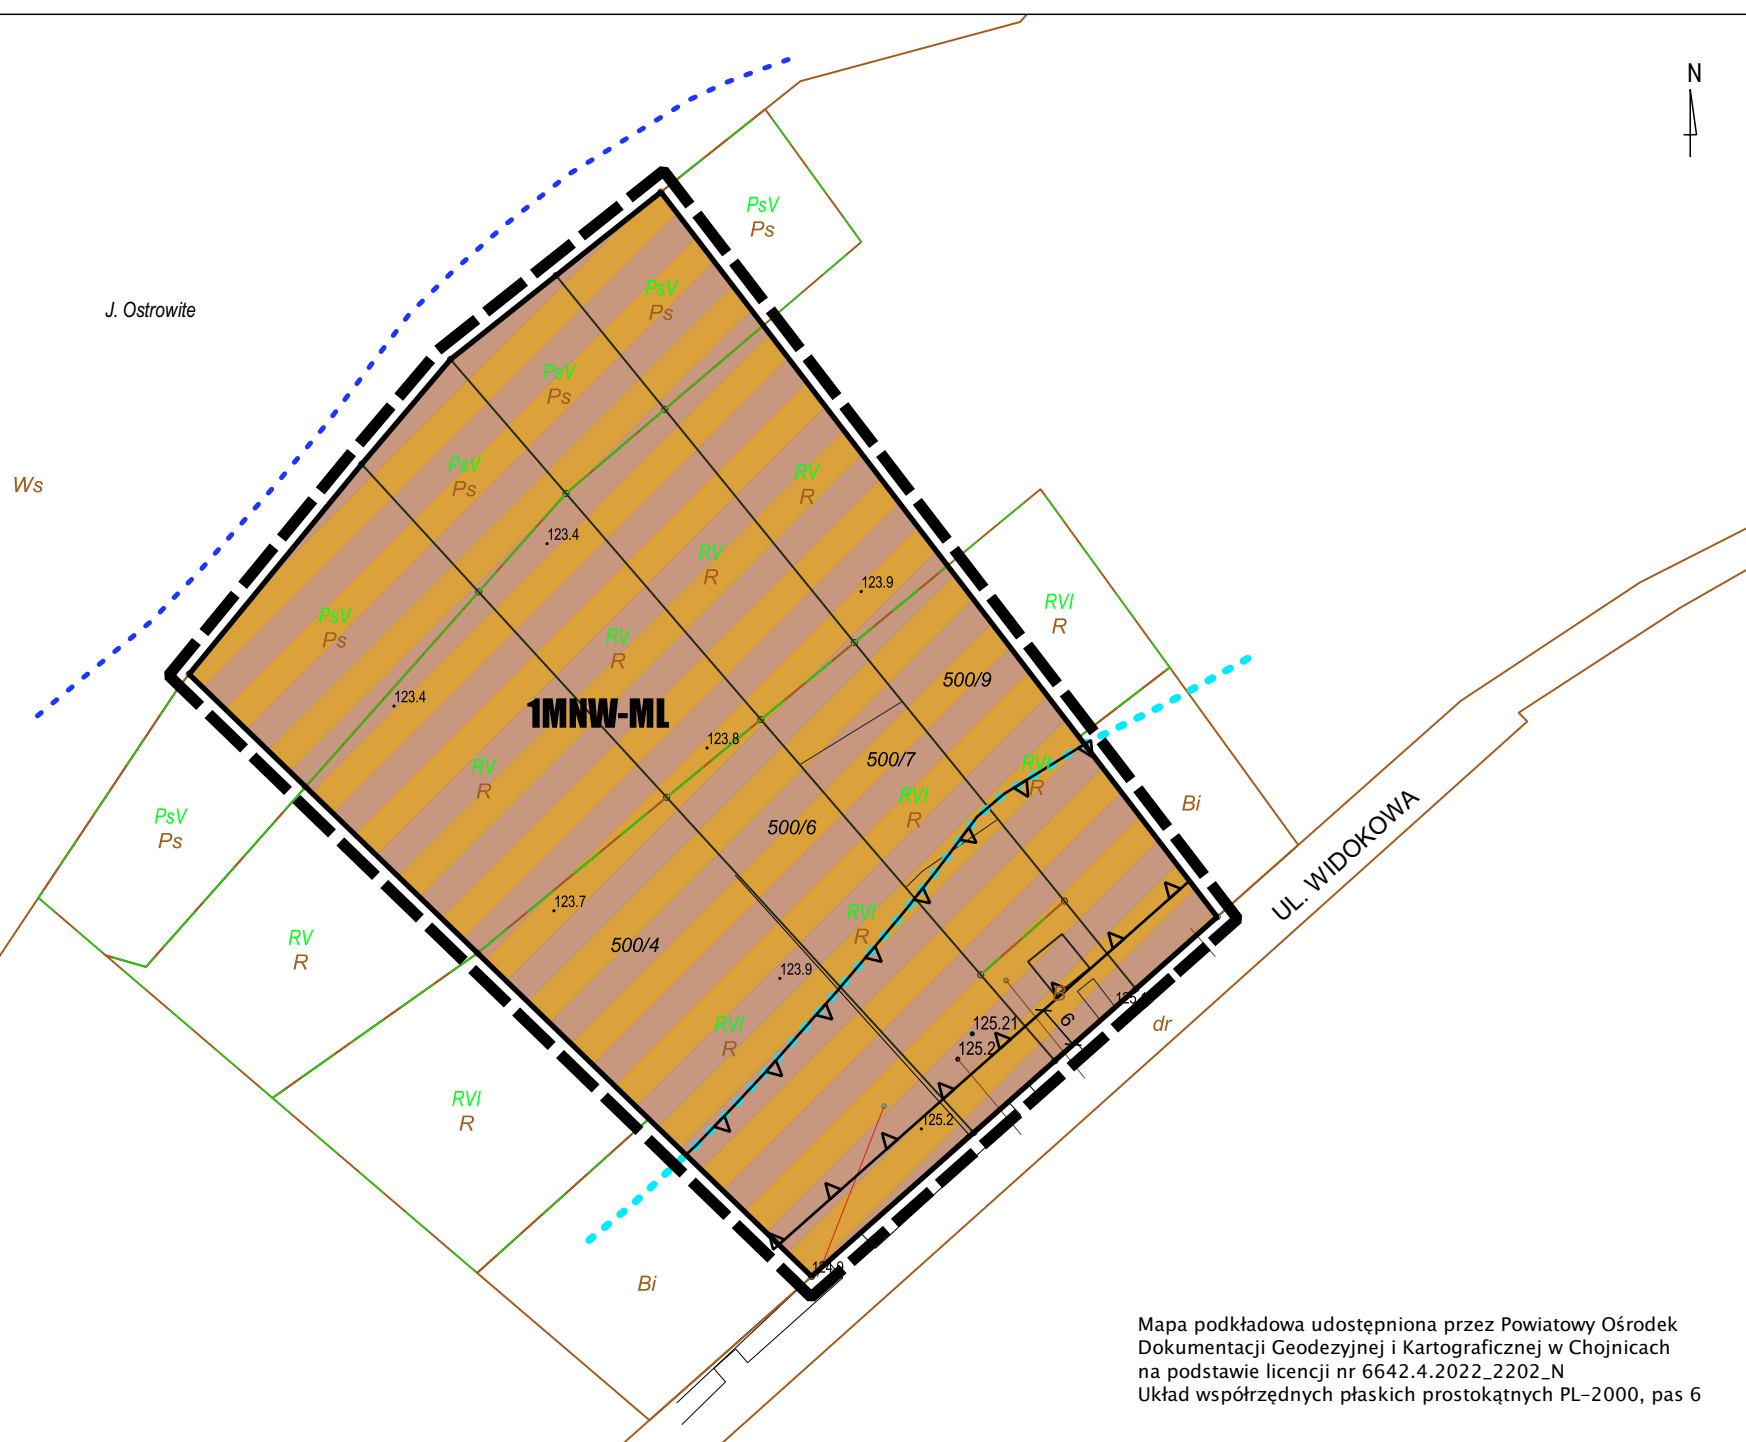 N
PsV
Ps
PsV
Ps
J. Ostrowite
PsV
Ps
PsV
Ps
RV
R
Ws
123.4
RV
R
123.9
RVI
R
PsV
Ps
RV
R
500/9
123.4
1MNW-ML
123.8
500/7
RV
R
RVI
R
RVI
R
Bi
UL. WIDOKOWA
PsV
Ps
500/6
123.7
RVI
R
RV
R
500/4
123.9
B
6
125.21
dr
RVI
R
125.2
RVI
R
125.2
124.9
Bi
Mapa podkładowa udostępniona przez Powiatowy Ośrodek
Dokumentacji Geodezyjnej i Kartograficznej w Chojnicach
na podstawie licencji nr 6642.4.2022_2202_N
Układ współrzędnych płaskich prostokątnych PL-2000, pas 6